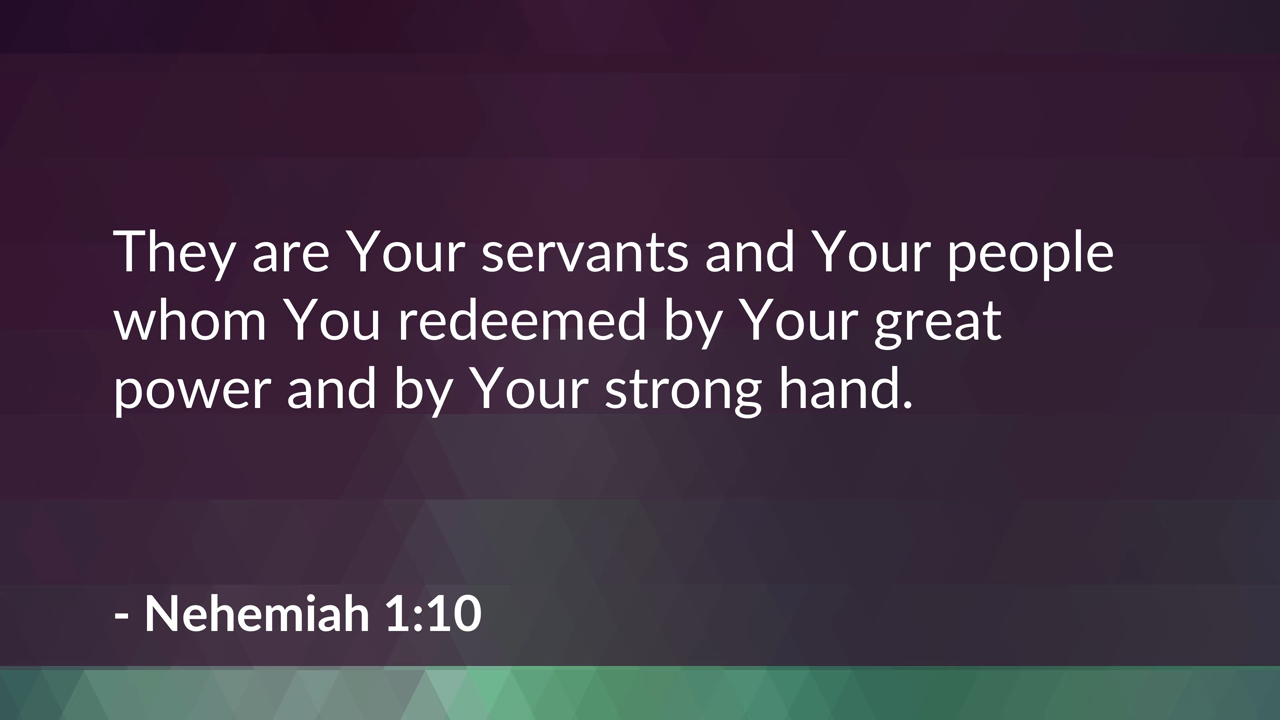 They are Your servants and Your people
whom You redeemed by Your great
power and by Your strong hand.
- Nehemiah 1:10